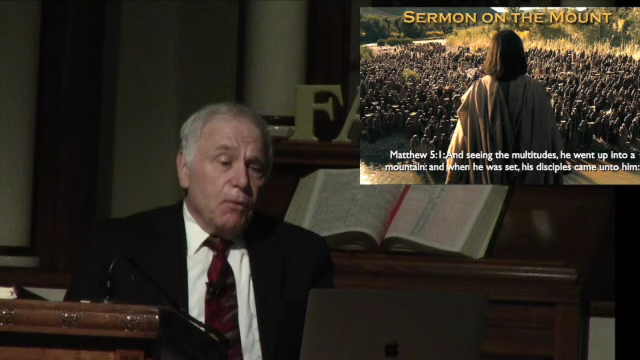 SERMON ON THE MOUNT
Matthew 5:1: And seeing the multitudes, he went up into a
mountain: and when he was set, his disciples came unto him:
FA